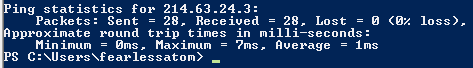 Ping statistics for 214.63.24.3:
    Packets: Sent = 28, Received = 28, Lost = 0 (0% loss),
Approximate round trip times in milli-seconds:
    Minimum = 0ms, Maximum = 7ms, Average = 1ms
PS C:\Users\fearlessatom> _